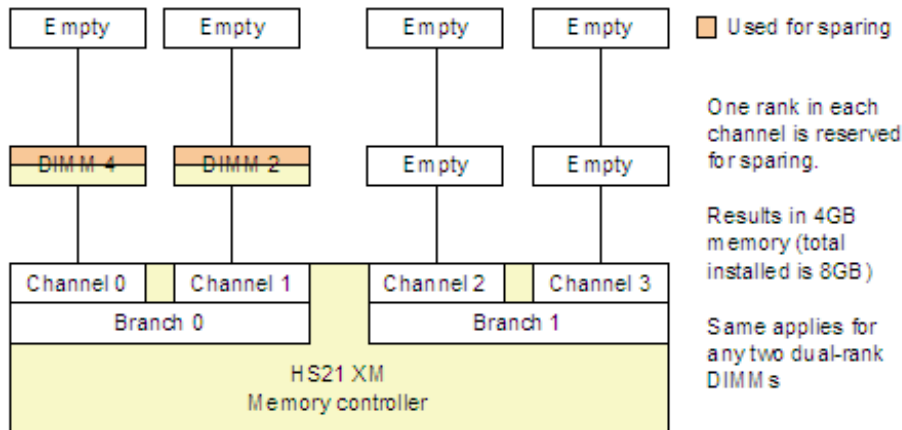 Empty
Empty
Empty
Empty
Used for sparing
One rank in each
channel is reserved
for sparing.
DIMM 4
DIMM 2
Empty
Empty
Results in 4GB
memory (total
installed is 8GB)
Channel 0
Channel 1
Channel 2
Channel 3
Branch 0
Branch 1
Same applies for
any two dual-rank
DIMMs
HS21 XM
Memory controller